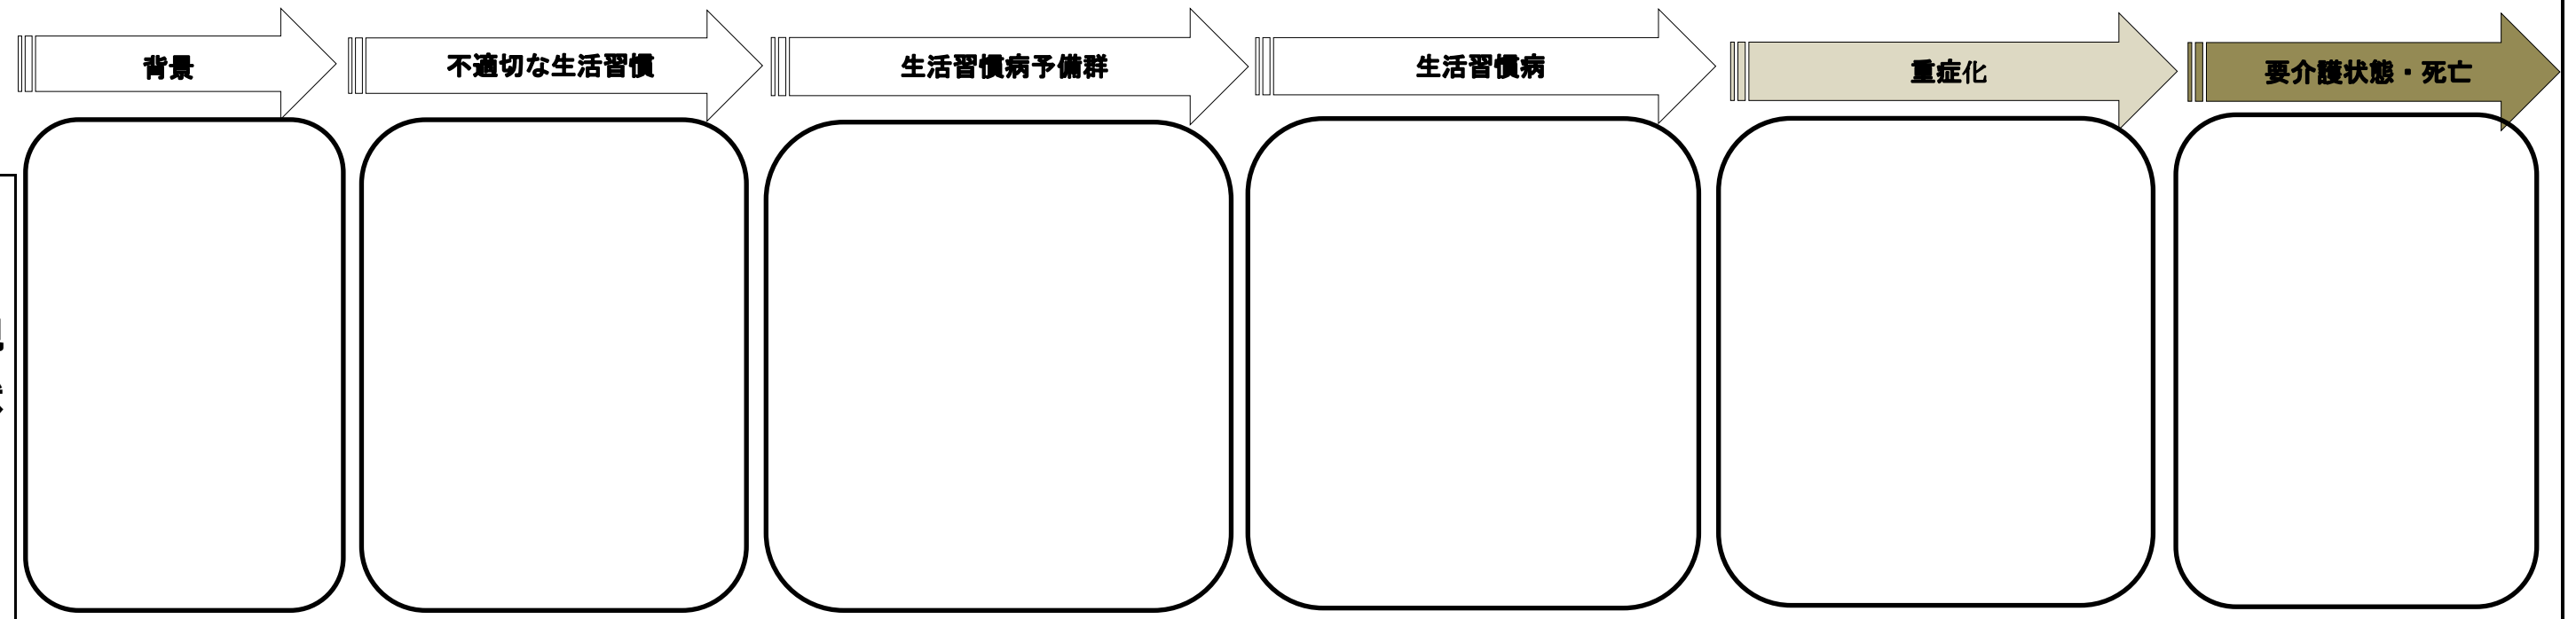 背景
不適切な生活習慣
生活習慣病予備群
生活習慣病
重症化
要介護状態・死亡